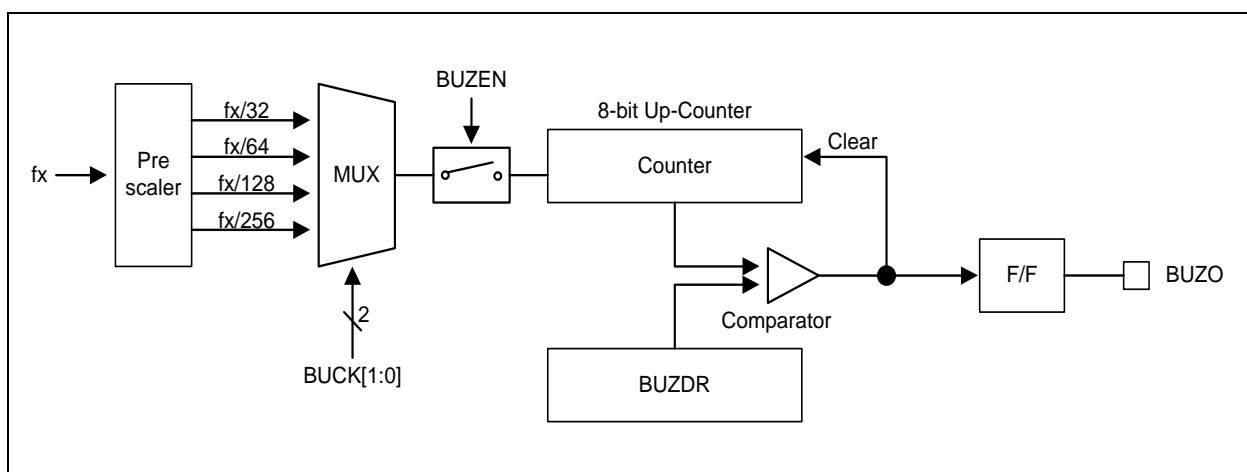 BUZEN
8-bit Up-Counter
fx/32
fx/64
fx/128
fx/256
fx
Pre
scaler
MUX
Counter
Clear
F/F
BUZO
Comparator
2
BUCK[1:0]
BUZDR